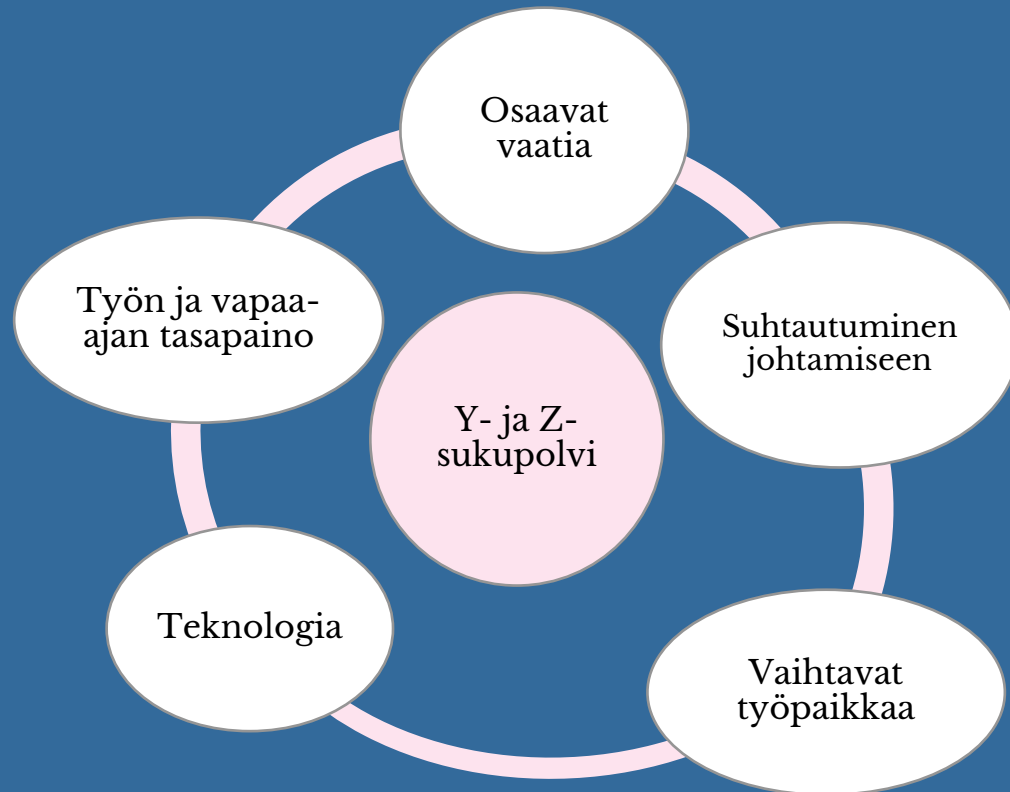 Osaavat
vaatia
Suhtautuminen
johtamiseen
Vaihtavat
työpaikkaa
Teknologia
Työn ja vapaa-
ajan tasapaino
Y- ja Z-
sukupolvi